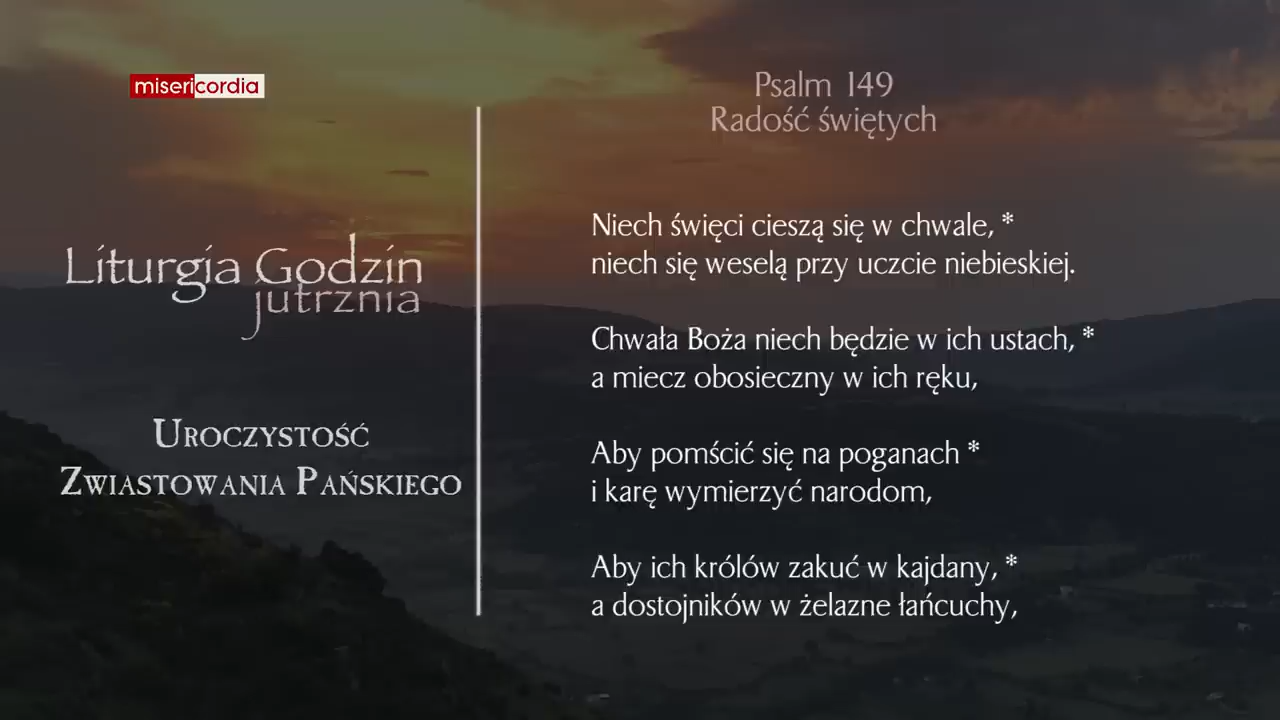 misericordia
Liturgia Godzin
jutrznia
Uroczystość
Zwiastowania Pańskiego
Psalm 149
Radość świętych
Niech święci cieszą się w chwale, *
niech się weselą przy uczcie niebieskiej.
Chwała Boża niech będzie w ich ustach, *
a miecz obosieczny w ich ręku,
Aby pomścić się na poganach *
i karę wymierzyć narodom,
Aby ich królów zakuć w kajdany, *
a dostojników w żelazne łańcuchy,